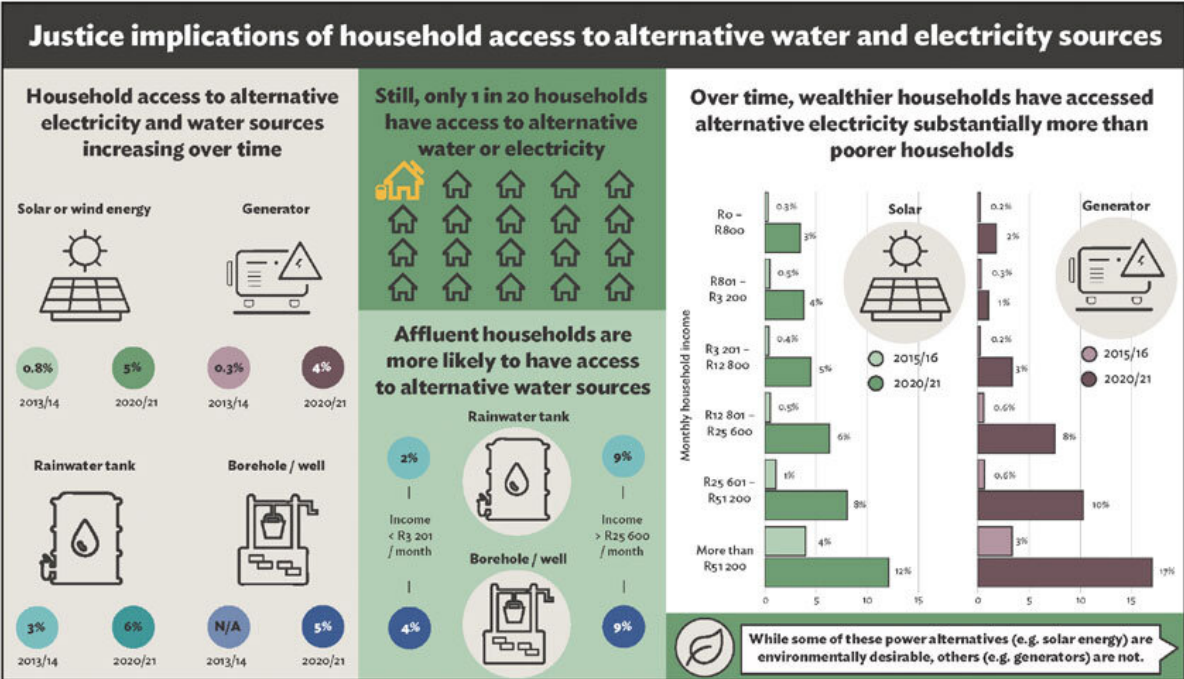 Justice implications of household access to alternative water and electricity sources
Household access to alternative
electricity and water sources
increasing over time
Solar or wind energy
Generator
0.8%
5%
0.3%
4%
2013/14
2020/21
2013/14
2020/21
Rainwater tank
Borehole / well
3%
6%
N/A
5%
2013/14
2020/21
2013/14
2020/21
Still, only 1 in 20 households
have access to alternative
water or electricity
Affluent households are
more likely to have access
to alternative water sources
Rainwater tank
2%
9%
Income
< R3 201
/ month
Income
> R25 600
/ month
Borehole / well
4%
9%
Over time, wealthier households have accessed
alternative electricity substantially more than
poorer households
Monthly household income
R0 –
R800
R801 –
R3 200
R3 201 –
R12 800
R12 801 –
R25 600
R25 601 –
R51 200
More than
R51 200
Solar
0.3%
3%
0.5%
4%
0.4%
5%
0.5%
6%
1%
8%
4%
12%
2015/16
2020/21
0
5
10
15
Generator
0.2%
2%
0.3%
1%
0.2%
3%
0.6%
8%
0.6%
10%
3%
17%
2015/16
2020/21
0
5
10
15
While some of these power alternatives (e.g. solar energy) are
environmentally desirable, others (e.g. generators) are not.